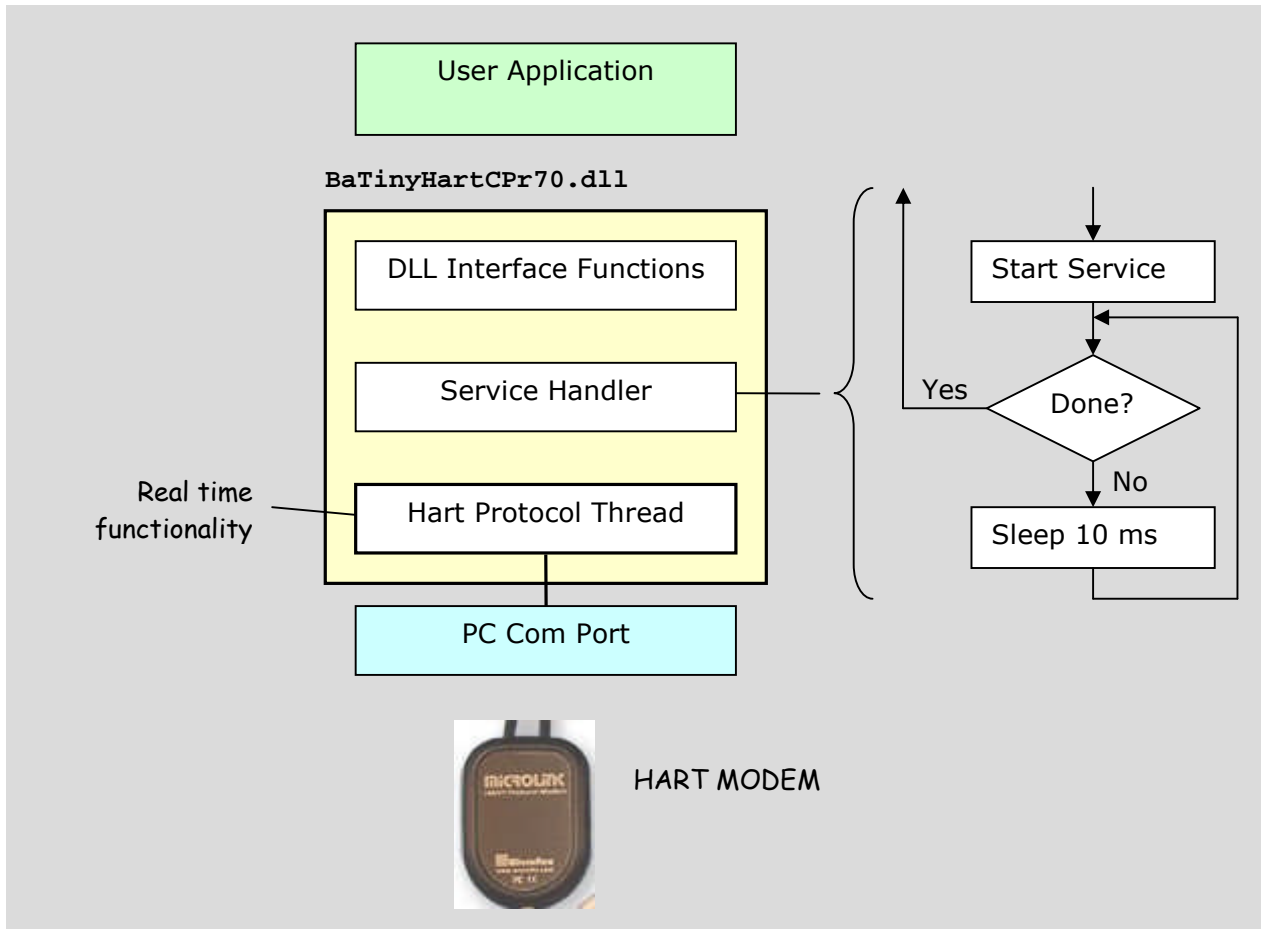 User Application
BaTinyHartCPr70.dll
DLL Interface Functions
Start Service
Service Handler
Yes
Done?
No
Real time
functionality
Hart Protocol Thread
Sleep 10 ms
PC Com Port
MICROLINK
HART MODEM